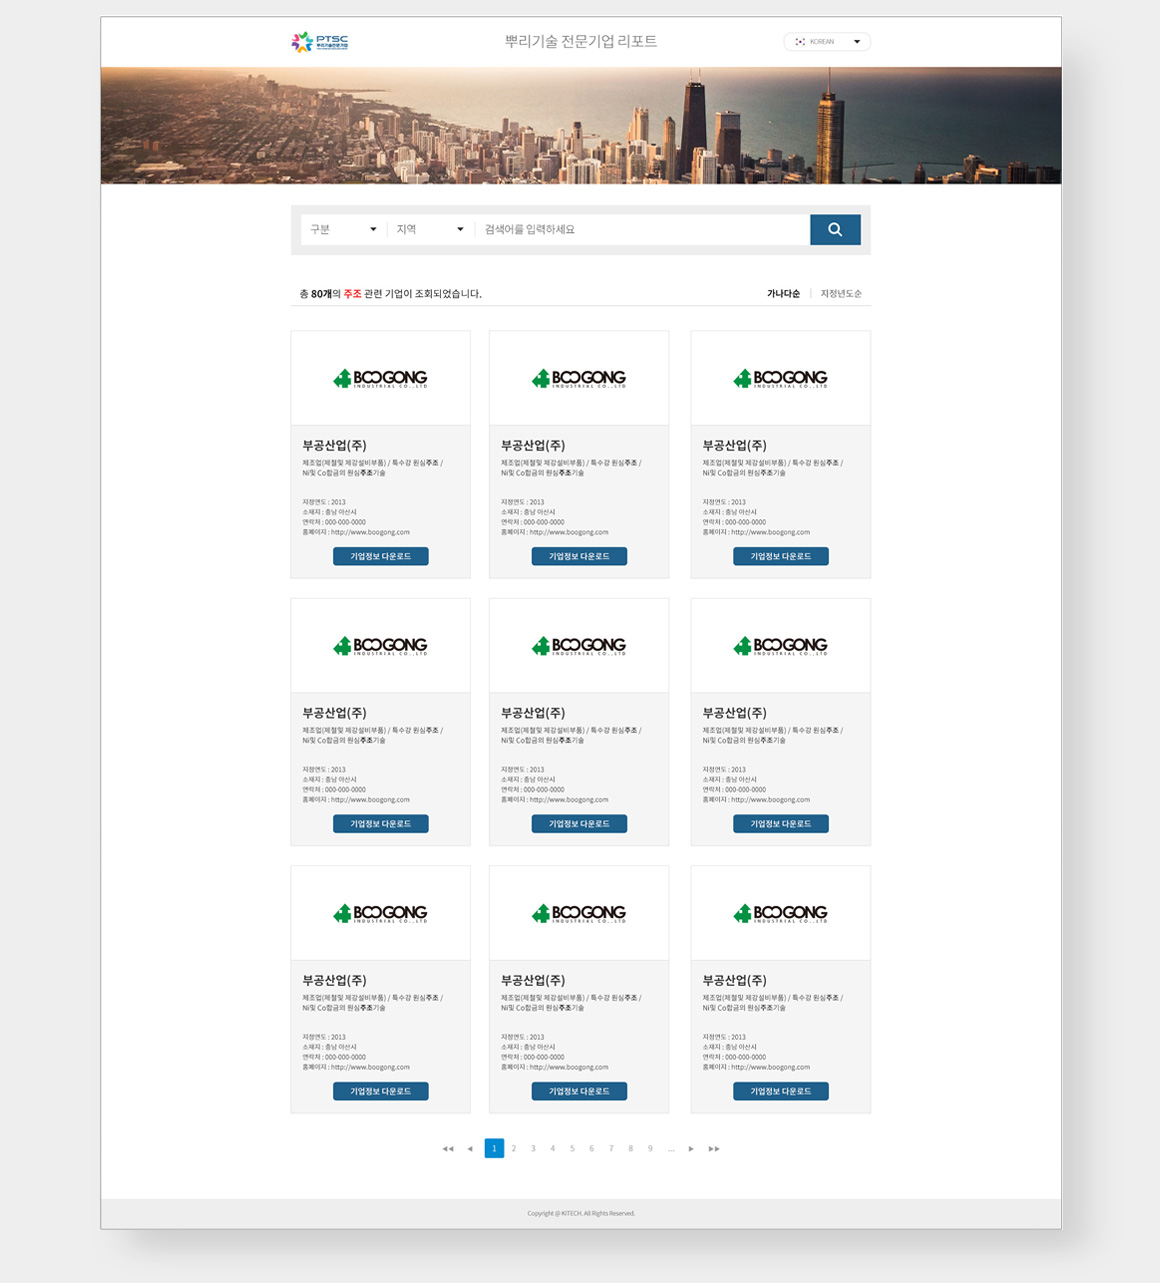 PTSC
뿌리기술전문기업
뿌리기술 전문기업 리포트
KOREAN
구분
지역
검색어를 입력하세요
총 80개의 주조 관련 기업이 조회되었습니다.
가나다순
지정년도순
BOOGONG BOOGONG BOOGONG
INDUSTRIAL CO.,LTD INDUSTRIAL CO.,LTD INDUSTRIAL CO.,LTD
부공산업(주) 부공산업(주) 부공산업(주)
제조업(제철및 제강설비부품) / 특수강 원심주조 / 제조업(제철및 제강설비부품) / 특수강 원심주조 / 제조업(제철및 제강설비부품) / 특수강 원심주조 /
Ni및 Co합금의 원심주조기술 Ni및 Co합금의 원심주조기술 Ni및 Co합금의 원심주조기술
지정연도 : 2013 지정연도 : 2013 지정연도 : 2013
소재지 : 충남 아산시 소재지 : 충남 아산시 소재지 : 충남 아산시
연락처 : 000-000-0000 연락처 : 000-000-0000 연락처 : 000-000-0000
홈페이지 : http://www.boogong.com 홈페이지 : http://www.boogong.com 홈페이지 : http://www.boogong.com
기업정보 다운로드 기업정보 다운로드 기업정보 다운로드
BOOGONG BOOGONG BOOGONG
INDUSTRIAL CO.,LTD INDUSTRIAL CO.,LTD INDUSTRIAL CO.,LTD
부공산업(주) 부공산업(주) 부공산업(주)
제조업(제철및 제강설비부품) / 특수강 원심주조 / 제조업(제철및 제강설비부품) / 특수강 원심주조 / 제조업(제철및 제강설비부품) / 특수강 원심주조 /
Ni및 Co합금의 원심주조기술 Ni및 Co합금의 원심주조기술 Ni및 Co합금의 원심주조기술
지정연도 : 2013 지정연도 : 2013 지정연도 : 2013
소재지 : 충남 아산시 소재지 : 충남 아산시 소재지 : 충남 아산시
연락처 : 000-000-0000 연락처 : 000-000-0000 연락처 : 000-000-0000
홈페이지 : http://www.boogong.com 홈페이지 : http://www.boogong.com 홈페이지 : http://www.boogong.com
기업정보 다운로드 기업정보 다운로드 기업정보 다운로드
BOOGONG BOOGONG BOOGONG
INDUSTRIAL CO.,LTD INDUSTRIAL CO.,LTD INDUSTRIAL CO.,LTD
부공산업(주) 부공산업(주) 부공산업(주)
제조업(제철및 제강설비부품) / 특수강 원심주조 / 제조업(제철및 제강설비부품) / 특수강 원심주조 / 제조업(제철및 제강설비부품) / 특수강 원심주조 /
Ni및 Co합금의 원심주조기술 Ni및 Co합금의 원심주조기술 Ni및 Co합금의 원심주조기술
지정연도 : 2013 지정연도 : 2013 지정연도 : 2013
소재지 : 충남 아산시 소재지 : 충남 아산시 소재지 : 충남 아산시
연락처 : 000-000-0000 연락처 : 000-000-0000 연락처 : 000-000-0000
홈페이지 : http://www.boogong.com 홈페이지 : http://www.boogong.com 홈페이지 : http://www.boogong.com
기업정보 다운로드 기업정보 다운로드 기업정보 다운로드
1 2 3 4 5 6 7 8 9 ...
Copyright @ KITECH. All Rights Reserved.